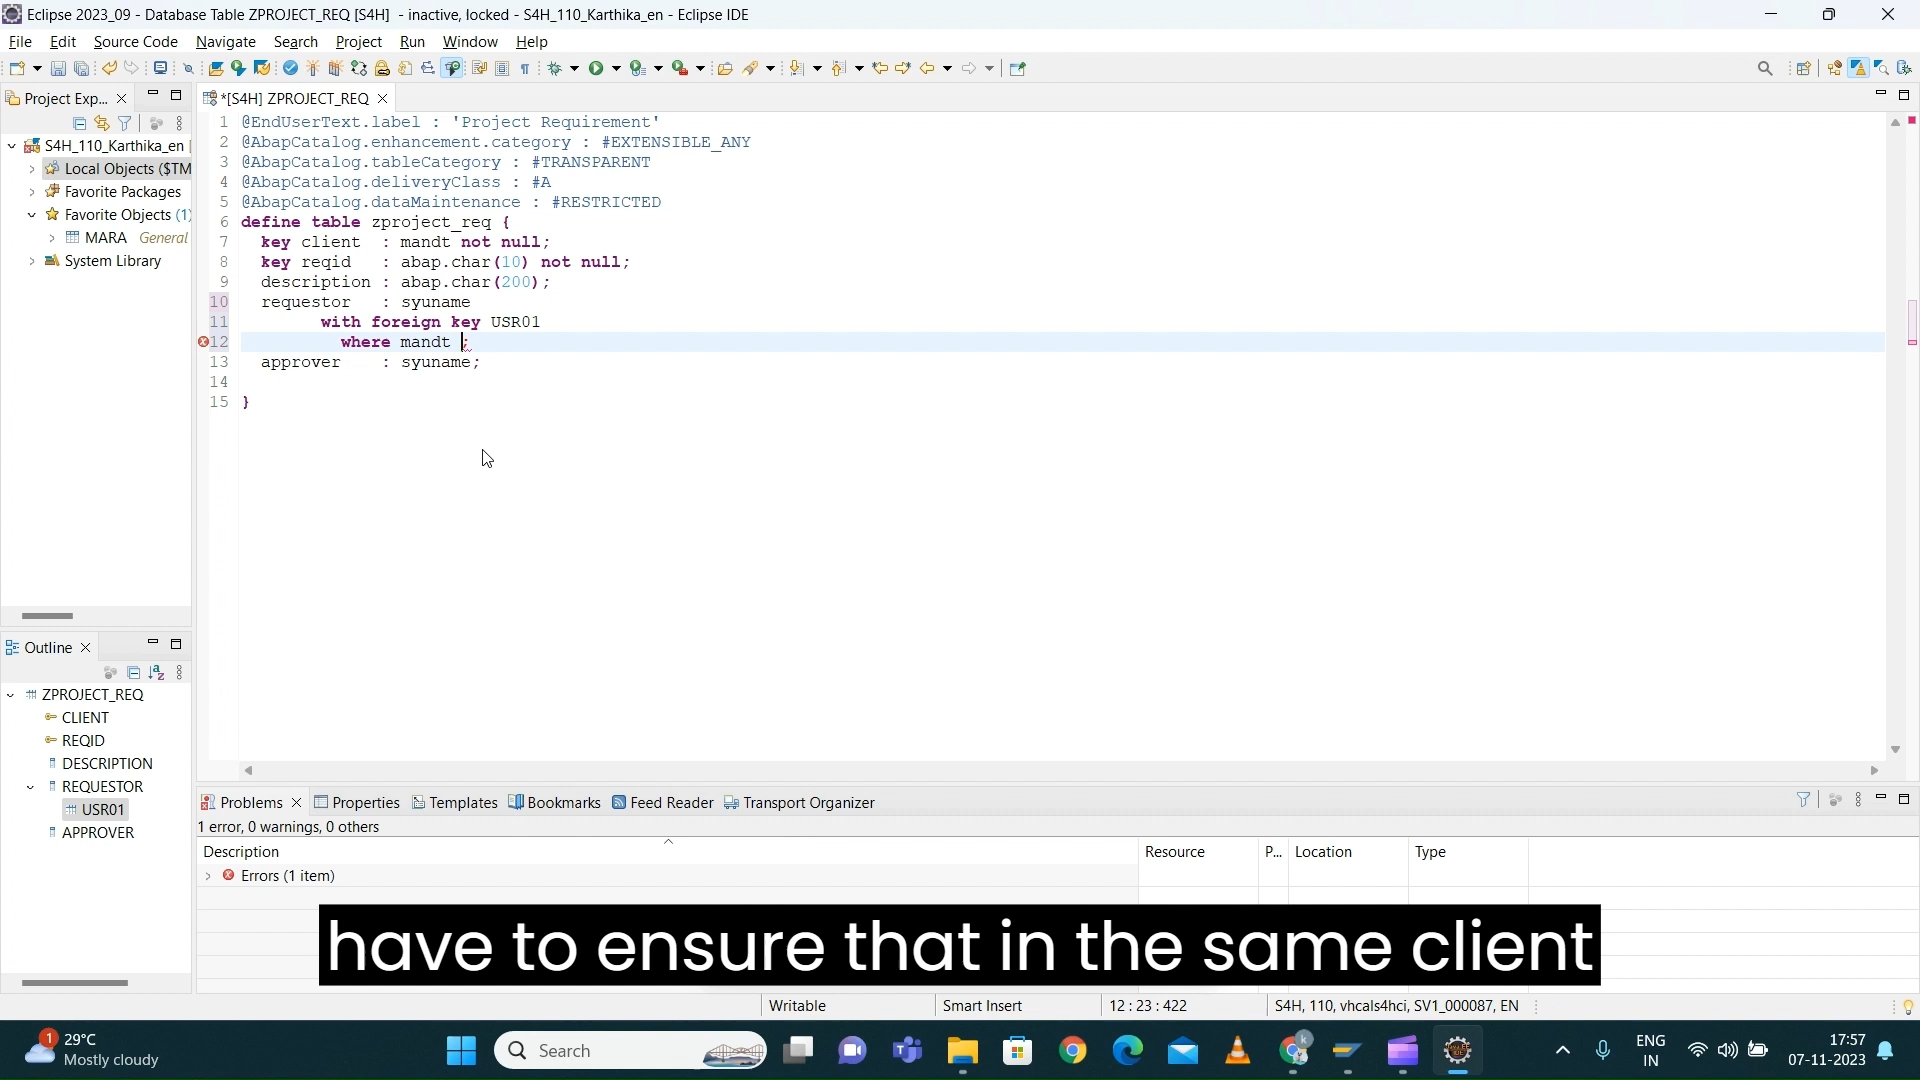 Eclipse 2023_09 - Database Table ZPROJECT_REQ [S4H] - inactive, locked - S4H_110_Karthika_en - Eclipse IDE
File Edit Source Code Navigate Search Project Run Window Help
Project Exp...
*[S4H] ZPROJECT_REQ
S4H_110_Karthika_en
Local Objects ($TM
Favorite Packages
Favorite Objects (1)
MARA General
System Library
1 @EndUserText.label : 'Project Requirement'
2 @AbapCatalog.enhancement.category : #EXTENSIBLE_ANY
3 @AbapCatalog.tableCategory : #TRANSPARENT
4 @AbapCatalog.deliveryClass : #A
5 @AbapCatalog.dataMaintenance : #RESTRICTED
6 define table zproject_req {
7 key client : mandt not null;
8 key reqid : abap.char(10) not null;
9 description : abap.char(200);
10 requestor : syuname
11 with foreign key USR01
12 where mandt ;
13 approver : syuname;
14
15 }
Outline
ZPROJECT_REQ
CLIENT
REQID
DESCRIPTION
REQUESTOR
USR01
APPROVER
Problems Properties Templates Bookmarks Feed Reader Transport Organizer
1 error, 0 warnings, 0 others
Description Resource P... Location Type
Errors (1 item)
have to ensure that in the same client
Writable Smart Insert 12 : 23 : 422 S4H, 110, vhcals4hci, SV1_000087, EN
1 29°C
Mostly cloudy
Search
k
ENG
IN
17:57
07-11-2023